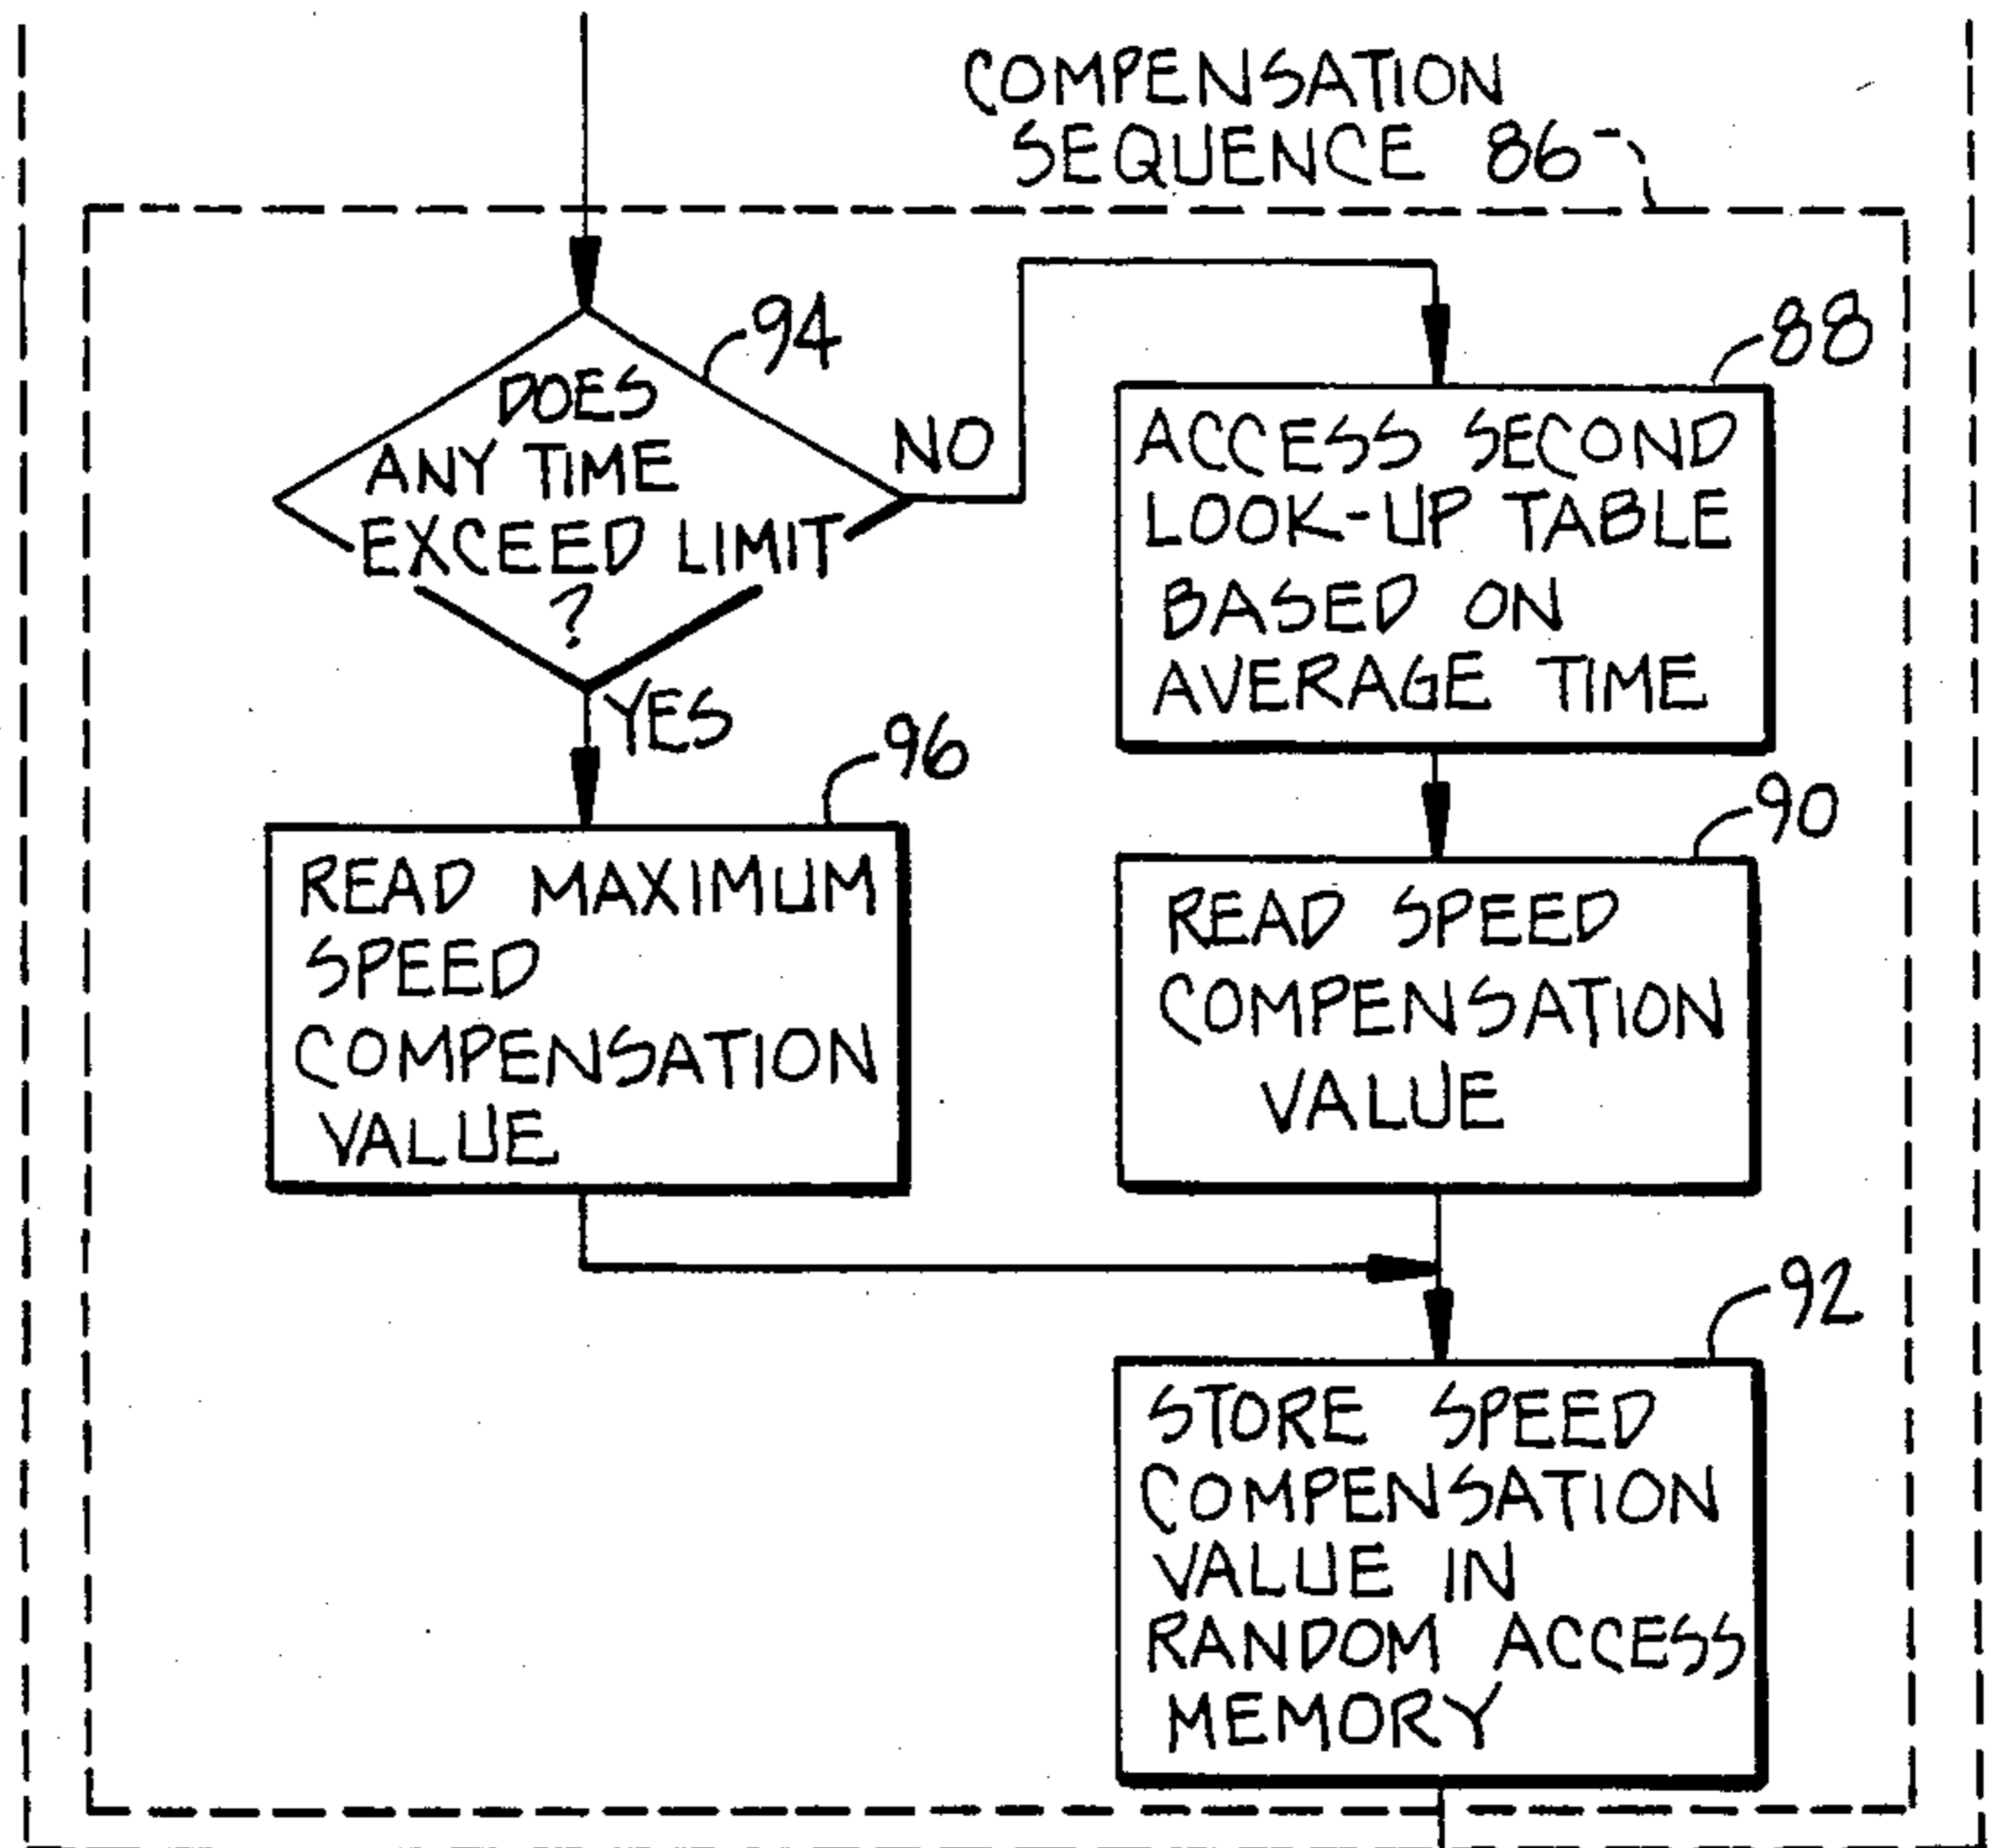 COMPENSATION
SEQUENCE 86
94
DOES
ANY TIME
EXCEED LIMIT
?
NO
YES
88
ACCESS SECOND
LOOK-UP TABLE
BASED ON
AVERAGE TIME
96
READ MAXIMUM
SPEED
COMPENSATION
VALUE
90
READ SPEED
COMPENSATION
VALUE
92
STORE SPEED
COMPENSATION
VALUE IN
RANDOM ACCESS
MEMORY